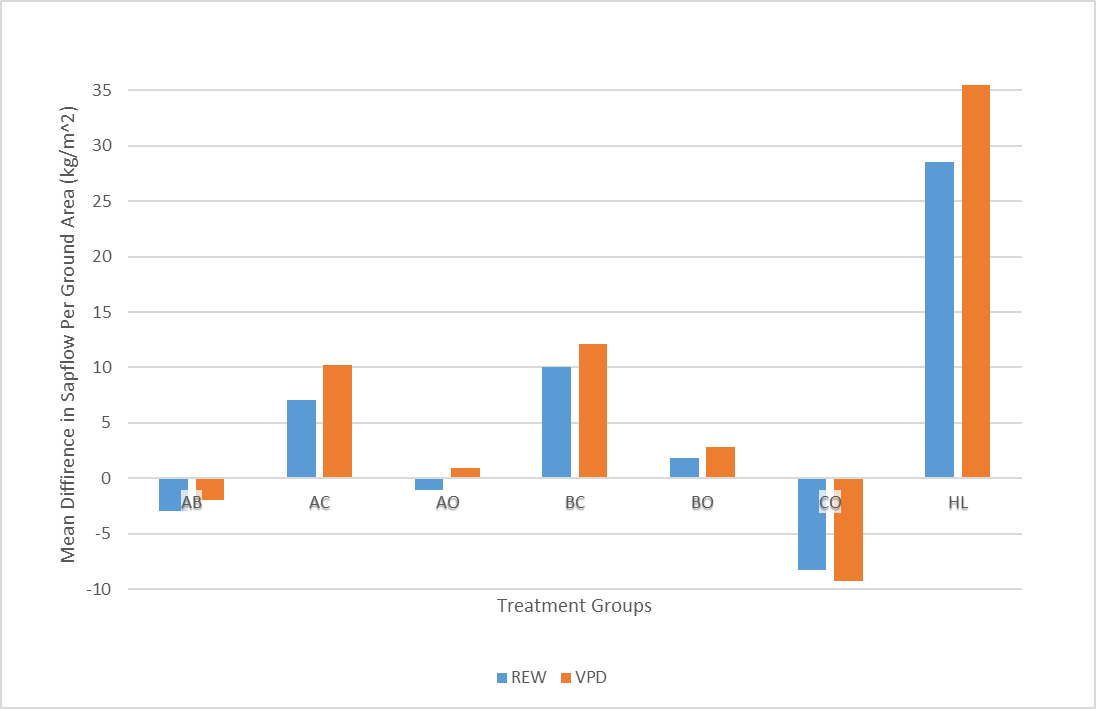 Mean Diffirence in Sapflow Per Ground Area (kg/m^2)
35
30
25
20
15
10
5
0
-5
-10
AB AC AO BC BO CO HL
Treatment Groups
REW VPD